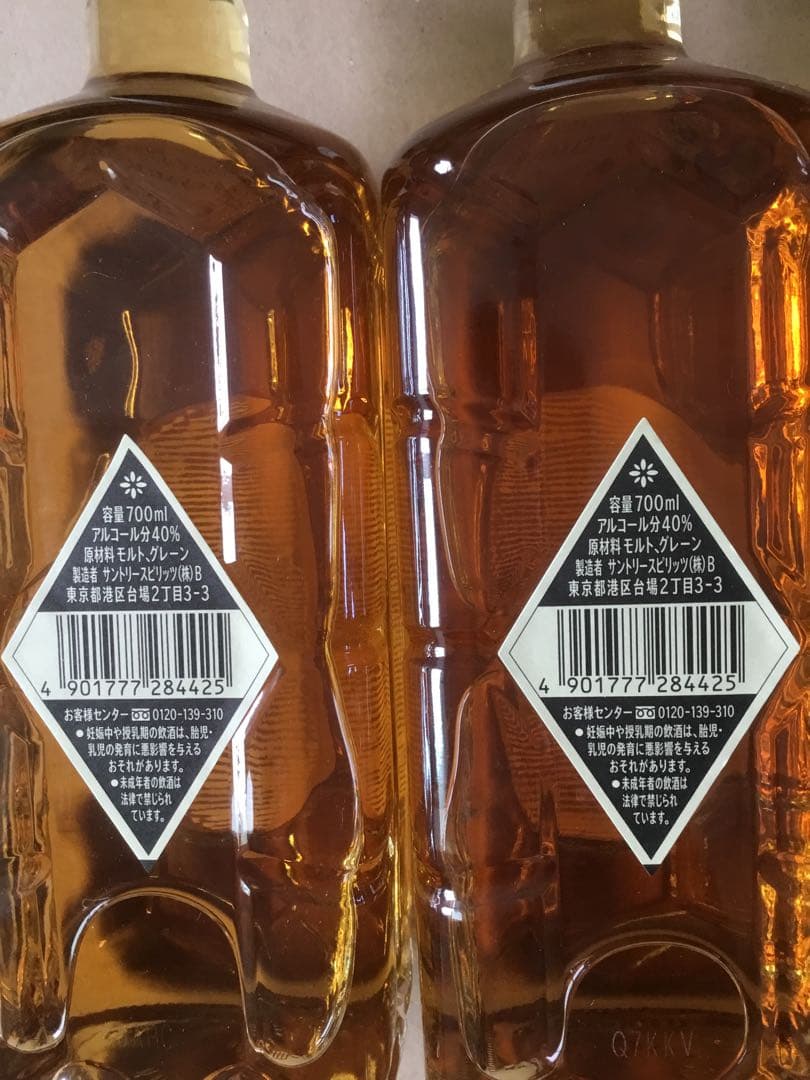 容量700ml
アルコール分40%
原材料 モルト、グレーン
製造者 サントリースピリッツ(株)B
東京都港区台場2丁目3-3
4 901777 284425
お客様センター 0120-139-310
●妊娠中や授乳期の飲酒は、胎児・
乳児の発育に悪影響を与える
おそれがあります。
●未成年者の飲酒は
法律で禁じられ
ています。
容量700ml
アルコール分40%
原材料 モルト、グレーン
製造者 サントリースピリッツ(株)B
東京都港区台場2丁目3-3
4 901777 284425
お客様センター 0120-139-310
●妊娠中や授乳期の飲酒は、胎児・
乳児の発育に悪影響を与える
おそれがあります。
●未成年者の飲酒は
法律で禁じられ
ています。
Q7KKV